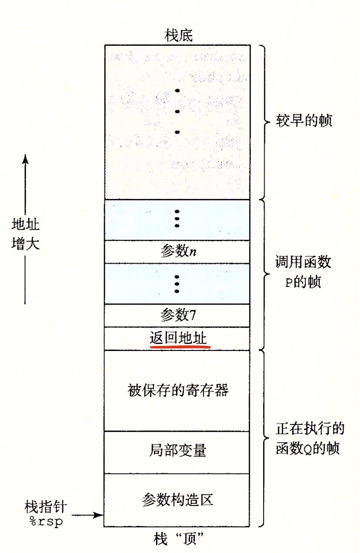 栈底
较早的帧
地址
增大
参数n
调用函数
P的帧
参数7
返回地址
被保存的寄存器
正在执行的
函数Q的帧
局部变量
参数构造区
栈指针
%rsp
栈“顶”